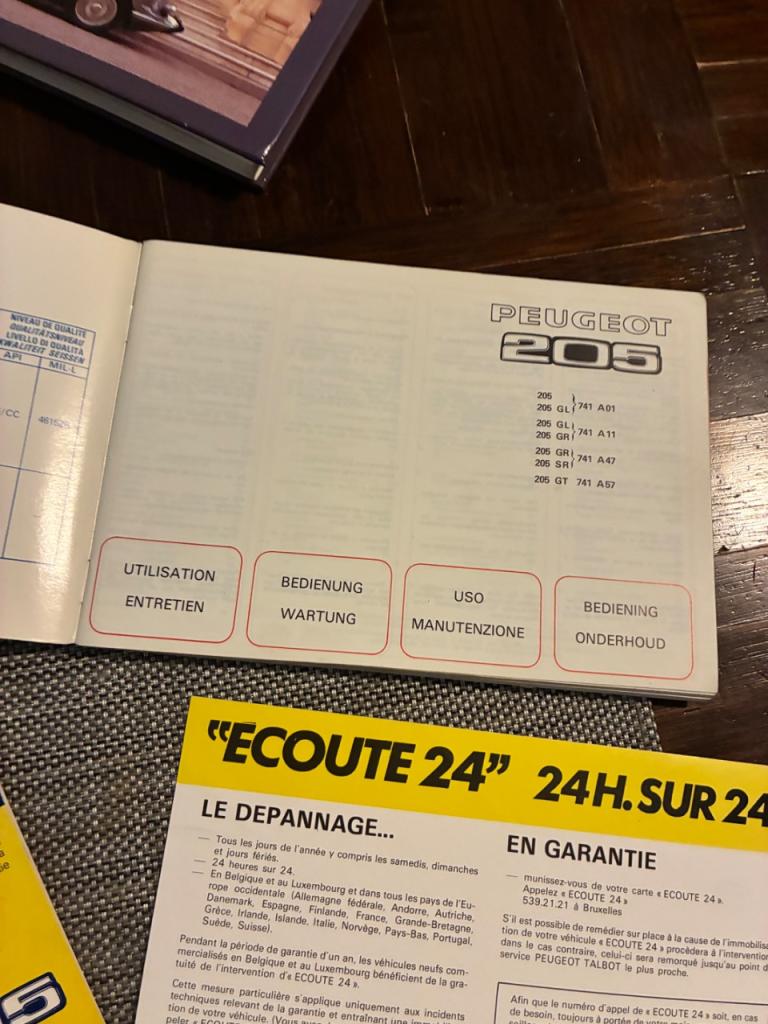 NIVEAU DE QUALITE
QUALITÄTSNIVEAU
LIVELLO DI QUALITÀ
KWALITEIT SEISSEN
API MIL-L
/CC
PEUGEOT
205
205
205 GL } 741 A01
205 GL
205 GR } 741 A11
205 GR
205 SR } 741 A47
205 GT 741 A57
UTILISATION
ENTRETIEN
BEDIENUNG
WARTUNG
USO
MANUTENZIONE
BEDIENING
ONDERHOUD
"ÉCOUTE 24" 24H. SUR 24
LE DEPANNAGE...
— Tous les jours de l'année y compris les samedis, dimanches
et jours fériés.
— 24 heures sur 24.
— En Belgique et au Luxembourg et dans tous les pays de l'Eu-
rope occidentale (Allemagne fédérale, Andorre, Autriche,
Danemark, Espagne, Finlande, France, Grande-Bretagne,
Grèce, Irlande, Islande, Italie, Norvège, Pays-Bas, Portugal,
Suède, Suisse).
Pendant la période de garantie d'un an, les véhicules neufs com-
mercialisés en Belgique et au Luxembourg bénéficient de la gra-
tuité de l'intervention d'« ECOUTE 24 ».
Cette mesure particulière s'applique uniquement aux incidents
techniques relevant de la garantie et entraînant une
tion de votre véhicule. (Vous
peler « ECOUTE
EN GARANTIE
— munissez-vous de votre carte « ECOUTE 24 ».
Appelez « ECOUTE 24 »
539.21.21 à Bruxelles
S'il est possible de remédier sur place à la cause de l'immobilisa-
tion de votre véhicule « ECOUTE 24 » procèdera à l'intervention
dans le cas contraire, celui-ci sera remorqué jusqu'au point de
service PEUGEOT TALBOT le plus proche.
Afin que le numéro d'appel de « ECOUTE 24 » soit, en cas
de besoin, toujours à portée de
5